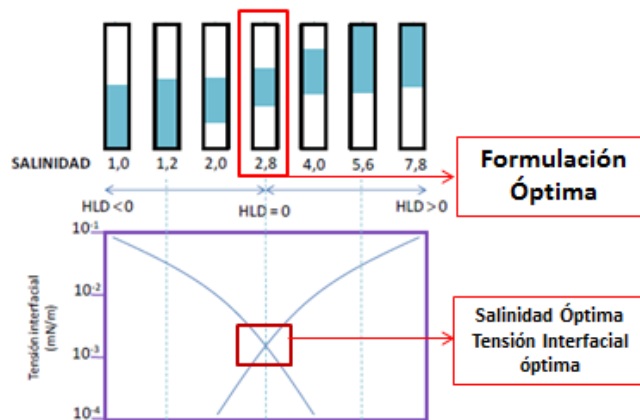 SALINIDAD 1,0 1,2 2,0 2,8 4,0 5,6 7,8
Formulación
Óptima
HLD < 0 HLD = 0 HLD > 0
10-1
10-2
10-3
10-4
Tensión interfacial
(mN/m)
Salinidad Óptima
Tensión Interfacial
óptima